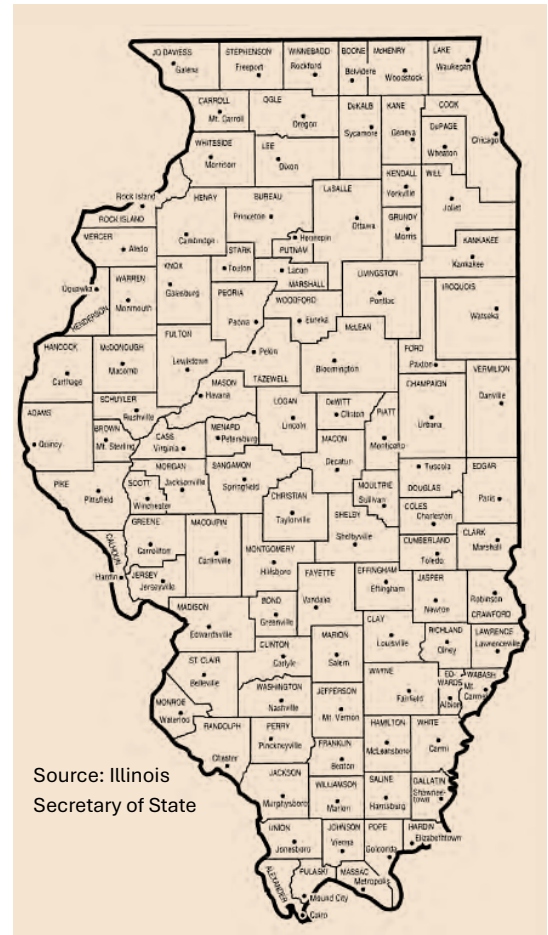 JO DAVIESS
Galena
STEPHENSON
Freeport
WINNEBAGO
Rockford
BOONE
Belvidere
McHENRY
Woodstock
LAKE
Waukegan
CARROLL
Mt. Carroll
OGLE
Oregon
DeKALB
Sycamore
KANE
Geneva
COOK
Chicago
DuPAGE
Wheaton
WHITESIDE
Morrison
LEE
Dixon
KENDALL
Yorkville
WILL
Joliet
Rock Island
ROCK ISLAND
HENRY
Cambridge
BUREAU
Princeton
LaSALLE
Ottawa
GRUNDY
Morris
MERCER
Aledo
Hennepin
PUTNAM
STARK
Toulon
Lacon
MARSHALL
KANKAKEE
Kankakee
KNOX
Galesburg
WARREN
Monmouth
Oquawka
HENDERSON
PEORIA
Peoria
WOODFORD
Eureka
LIVINGSTON
Pontiac
IROQUOIS
Watseka
McLEAN
Bloomington
FORD
Paxton
HANCOCK
Carthage
McDONOUGH
Macomb
FULTON
Lewistown
Pekin
TAZEWELL
MASON
Havana
VERMILION
Danville
CHAMPAIGN
Urbana
SCHUYLER
Rushville
LOGAN
Lincoln
DeWITT
Clinton
PIATT
Monticello
ADAMS
Quincy
BROWN
Mt. Sterling
CASS
Virginia
MENARD
Petersburg
MACON
Decatur
MORGAN
Jacksonville
SANGAMON
Springfield
Tuscola
DOUGLAS
EDGAR
Paris
PIKE
Pittsfield
SCOTT
Winchester
CHRISTIAN
Taylorville
MOULTRIE
Sullivan
SHELBY
Shelbyville
COLES
Charleston
GREENE
Carrollton
MACOUPIN
Carlinville
MONTGOMERY
Hillsboro
CUMBERLAND
Toledo
CLARK
Marshall
CALHOUN
Hardin
JERSEY
Jerseyville
FAYETTE
Vandalia
EFFINGHAM
Effingham
JASPER
Newton
Robinson
CRAWFORD
MADISON
Edwardsville
BOND
Greenville
CLAY
Louisville
RICHLAND
Olney
LAWRENCE
Lawrenceville
CLINTON
Carlyle
MARION
Salem
ST CLAIR
Belleville
WAYNE
Fairfield
ED-
WARDS
Albion
WABASH
Mt.
Carmel
WASHINGTON
Nashville
JEFFERSON
Mt. Vernon
MONROE
Waterloo
RANDOLPH
Chester
PERRY
Pinckneyville
HAMILTON
McLeansboro
WHITE
Carmi
FRANKLIN
Benton
JACKSON
Murphysboro
WILLIAMSON
Marion
SALINE
Harrisburg
GALLATIN
Shawnee-
town
Source: Illinois
Secretary of State
UNION
Jonesboro
JOHNSON
Vienna
POPE
Golconda
HARDIN
Elizabethtown
ALEXANDER
PULASKI
MASSAC
Metropolis
Mound City
Cairo